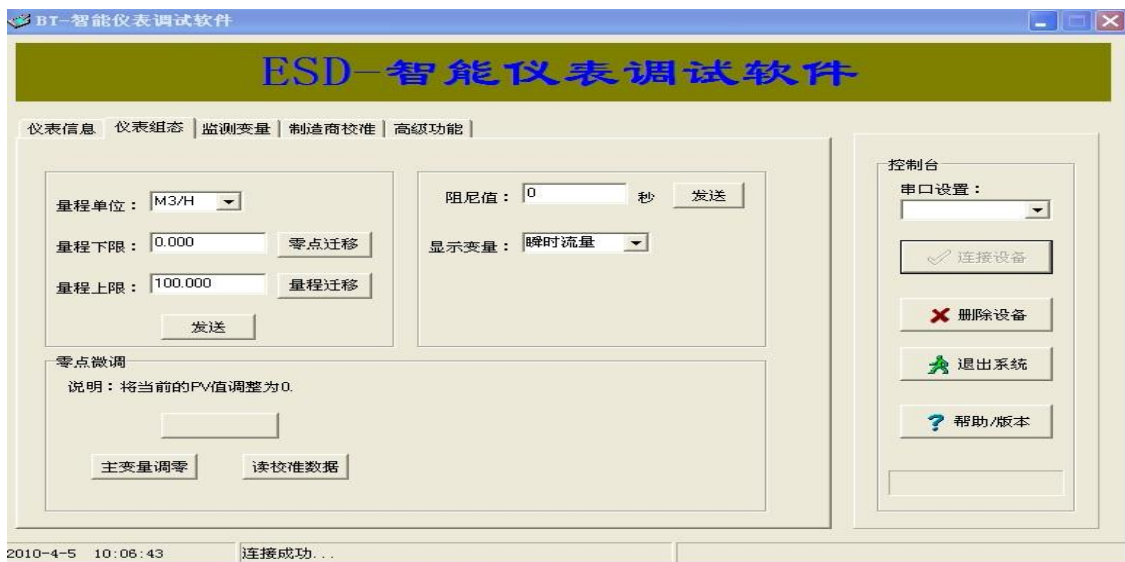 BT-智能仪表调试软件
ESD-智能仪表调试软件
仪表信息 仪表组态 监测变量 制造商校准 高级功能
量程单位： M3/H
量程下限： 0.000 零点迁移
量程上限： 100.000 量程迁移
发送
阻尼值： 0 秒 发送
显示变量： 瞬时流量
零点微调
说明：将当前的PV值调整为0.
主变量调零 读校准数据
控制台
串口设置：
连接设备
删除设备
退出系统
帮助/版本
2010-4-5 10:06:43 连接成功...